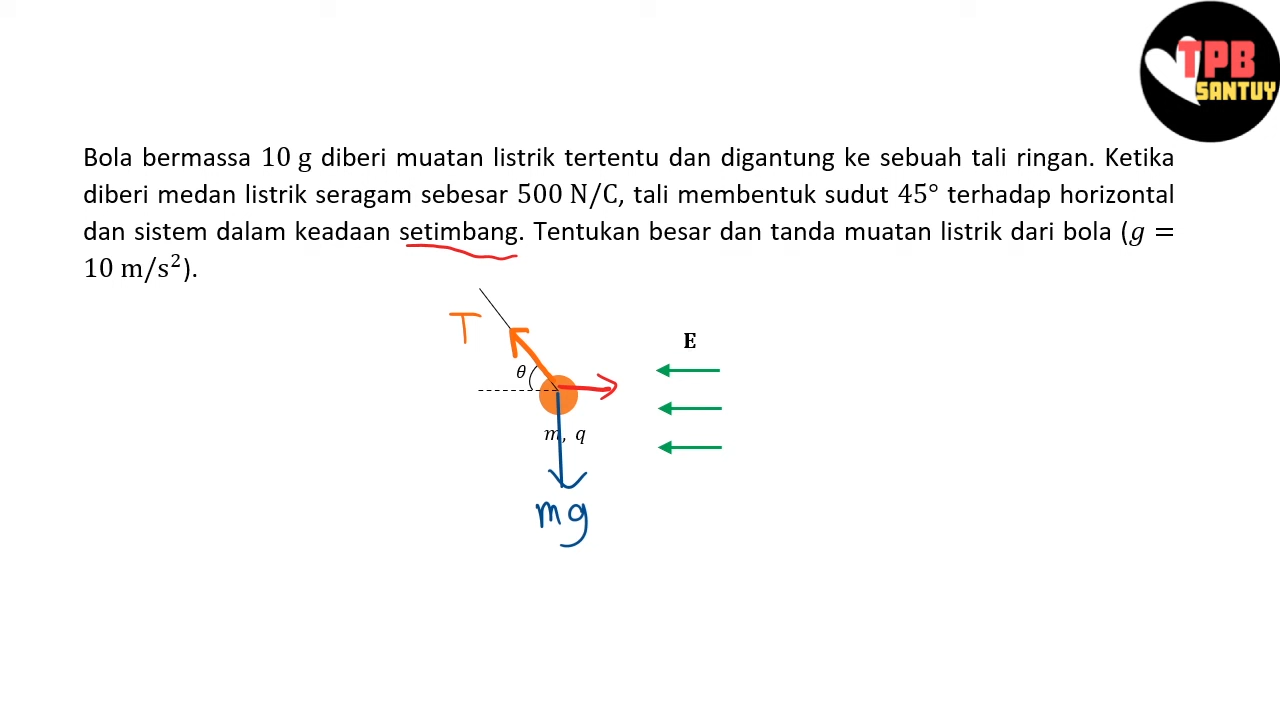 TPB
SANTUY
Bola bermassa 10 g diberi muatan listrik tertentu dan digantung ke sebuah tali ringan. Ketika
diberi medan listrik seragam sebesar 500 N/C, tali membentuk sudut 45° terhadap horizontal
dan sistem dalam keadaan setimbang. Tentukan besar dan tanda muatan listrik dari bola (g =
10 m/s²).
T
E
θ
m, q
mg